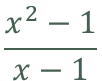 x² − 1
x − 1